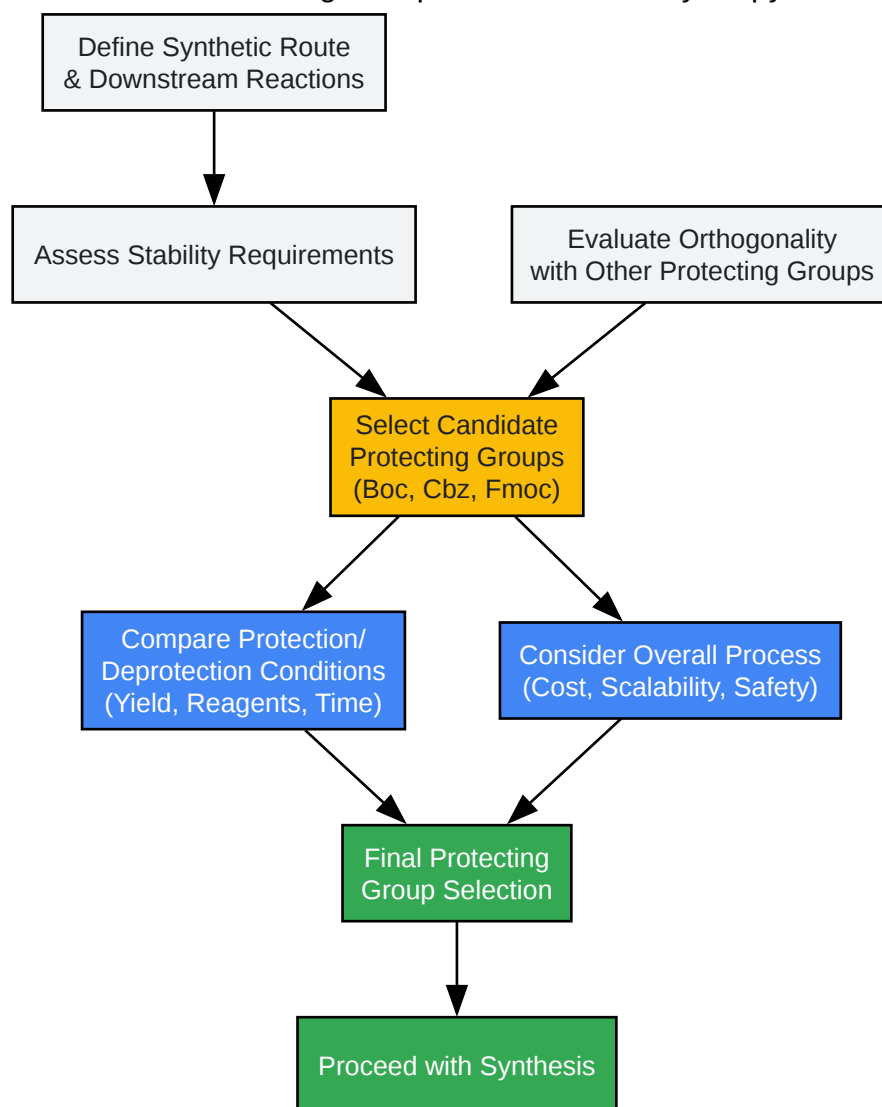 Define Synthetic Route
& Downstream Reactions
Assess Stability Requirements
Evaluate Orthogonality
with Other Protecting Groups
Select Candidate
Protecting Groups
(Boc, Cbz, Fmoc)
Compare Protection/
Deprotection Conditions
(Yield, Reagents, Time)
Consider Overall Process
(Cost, Scalability, Safety)
Final Protecting
Group Selection
Proceed with Synthesis